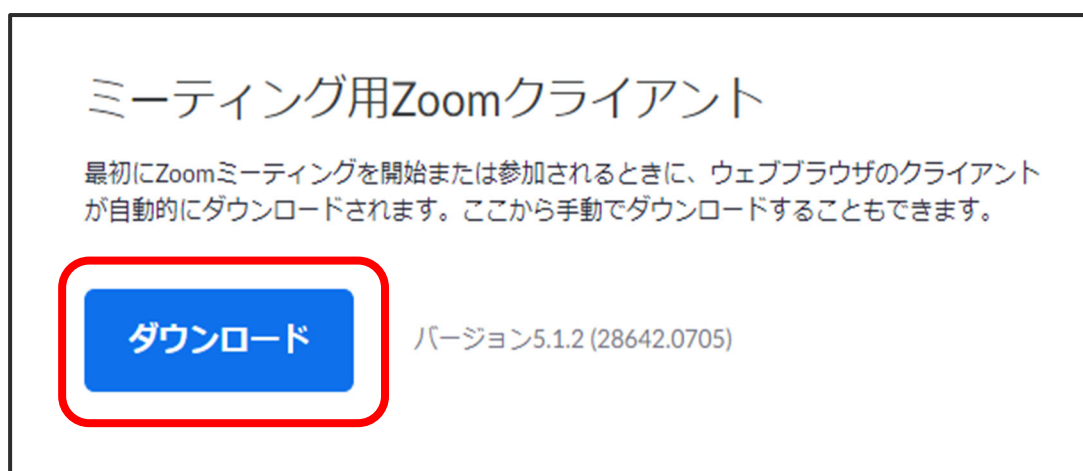 ミーティング用Zoomクライアント
最初にZoomミーティングを開始または参加されるときに、ウェブブラウザのクライアント
が自動的にダウンロードされます。ここから手動でダウンロードすることもできます。
ダウンロード
バージョン5.1.2 (28642.0705)